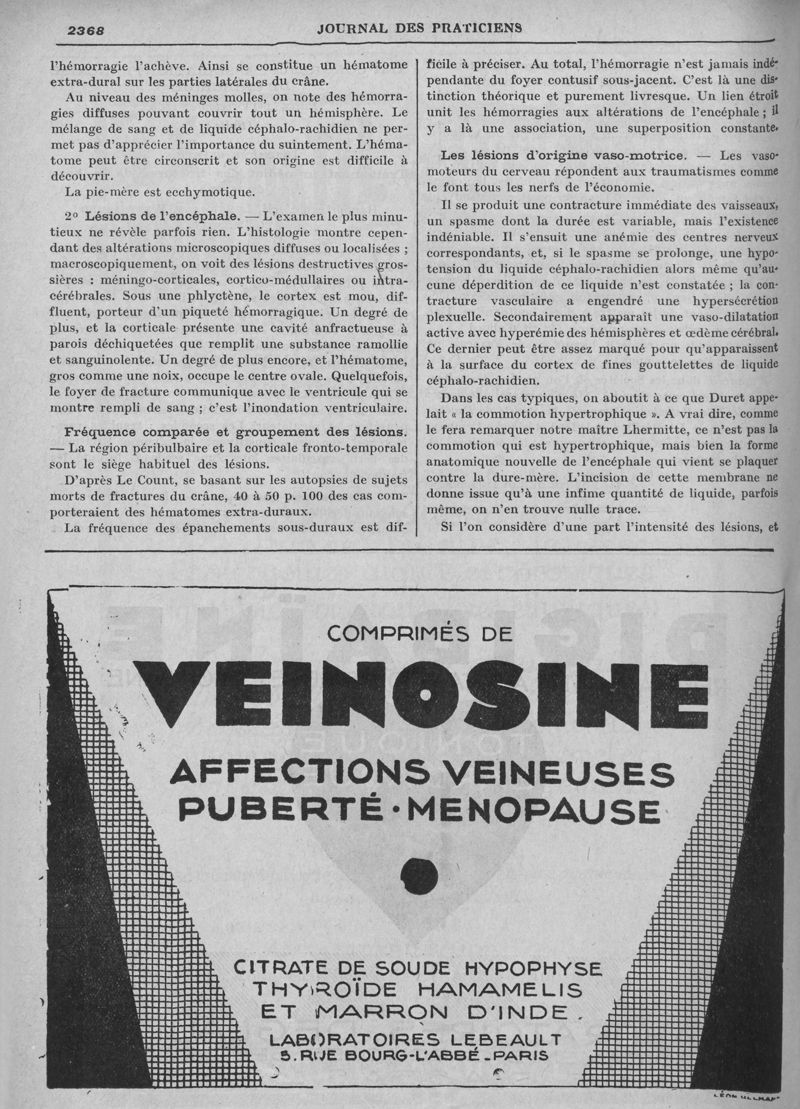 2368
JOURNAL DES PRATICIENS
l'hémorragie l'achève. Ainsi se constitue un hématome
extra-dural sur les parties latérales du crâne.
Au niveau des méninges molles, on note des hémorra-
gies diffuses pouvant couvrir tout un hémisphère. Le
mélange de sang et de liquide céphalo-rachidien ne per-
met pas d'apprécier l'importance du suintement. L'héma-
tome peut être circonscrit et son origine est difficile à
découvrir.
La pie-mère est ecchymotique.
2° Lésions de l'encéphale. — L'examen le plus minu-
tieux ne révèle parfois rien. L'histologie montre cepen-
dant des altérations microscopiques diffuses ou localisées ;
macroscopiquement, on voit des lésions destructives gros-
sières : méningo-corticales, cortico-médullaires ou intra-
cérébrales. Sous une phlyctène, le cortex est mou, dif-
fluent, porteur d'un piqueté hémorragique. Un degré de
plus, et la corticale présente une cavité anfractueuse à
parois déchiquetées que remplit une substance ramollie
et sanguinolente. Un degré de plus encore, et l'hématome,
gros comme une noix, occupe le centre ovale. Quelquefois,
le foyer de fracture communique avec le ventricule qui se
montre rempli de sang ; c'est l'inondation ventriculaire.
Fréquence comparée et groupement des lésions.
— La région péribulbaire et la corticale fronto-temporale
sont le siège habituel des lésions.
D'après Le Count, se basant sur les autopsies de sujets
morts de fractures du crâne, 40 à 50 p. 100 des cas com-
porteraient des hématomes extra-duraux.
La fréquence des épanchements sous-duraux est dif-
ficile à préciser. Au total, l'hémorragie n'est jamais indé-
pendante du foyer contusif sous-jacent. C'est là une dis-
tinction théorique et purement livresque. Un lien étroit
unit les hémorragies aux altérations de l'encéphale ; il
y a là une association, une superposition constante.
Les lésions d'origine vaso-motrice. — Les vaso-
moteurs du cerveau répondent aux traumatismes comme
le font tous les nerfs de l'économie.
Il se produit une contracture immédiate des vaisseaux,
un spasme dont la durée est variable, mais l'existence
indéniable. Il s'ensuit une anémie des centres nerveux
correspondants, et, si le spasme se prolonge, une hypo-
tension du liquide céphalo-rachidien alors même qu'au-
cune déperdition de ce liquide n'est constatée ; la con-
tracture vasculaire a engendré une hypersécrétion
plexuelle. Secondairement apparaît une vaso-dilatation
active avec hyperémie des hémisphères et œdème cérébral.
Ce dernier peut être assez marqué pour qu'apparaissent
à la surface du cortex de fines gouttelettes de liquide
céphalo-rachidien.
Dans les cas typiques, on aboutit à ce que Duret appe-
lait « la commotion hypertrophique ». A vrai dire, comme
le fera remarquer notre maître Lhermitte, ce n'est pas la
commotion qui est hypertrophique, mais bien la forme
anatomique nouvelle de l'encéphale qui vient se plaquer
contre la dure-mère. L'incision de cette membrane ne
donne issue qu'à une infime quantité de liquide, parfois
même, on n'en trouve nulle trace.
Si l'on considère d'une part l'intensité des lésions, et
COMPRIMÉS DE
VEINOSINE
AFFECTIONS VEINEUSES
PUBERTÉ · MENOPAUSE
CITRATE DE SOUDE HYPOPHYSE
THYROÏDE HAMAMELIS
ET MARRON D'INDE.
LABORATOIRES LEBEAULT
5. RUE BOURG-L'ABBÉ - PARIS
LÉON